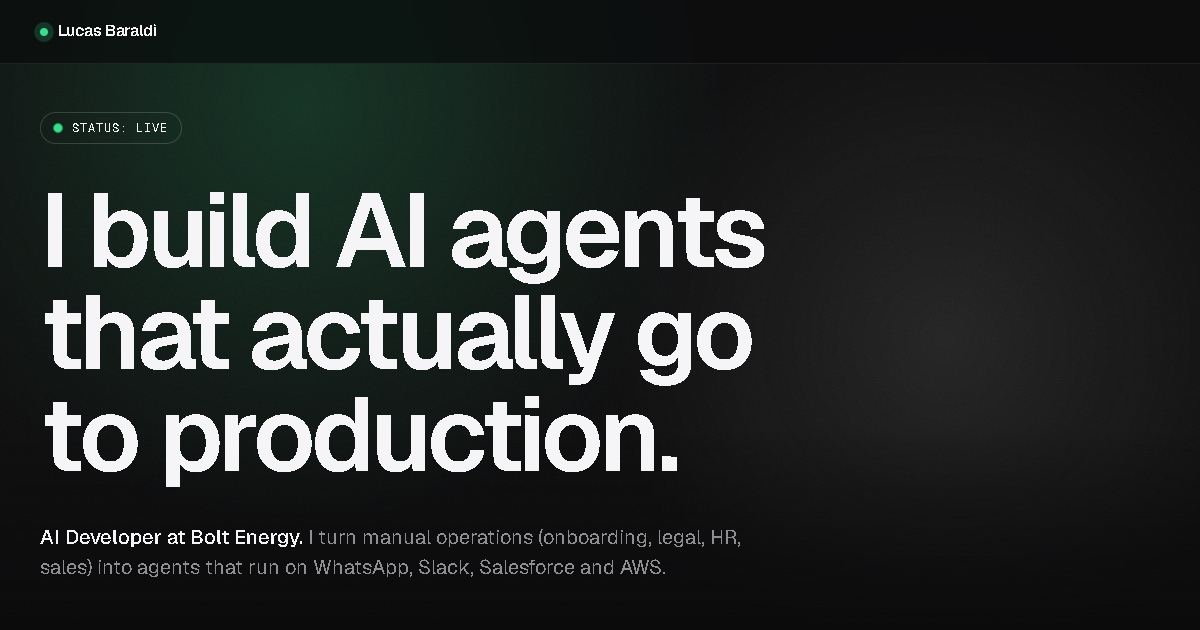 Lucas Baraldi
STATUS: LIVE
I build AI agents
that actually go
to production.
AI Developer at Bolt Energy. I turn manual operations (onboarding, legal, HR,
sales) into agents that run on WhatsApp, Slack, Salesforce and AWS.